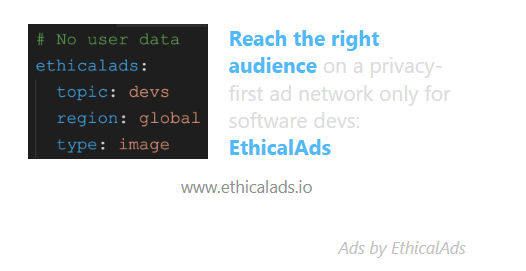 # No user data
ethicalads:
topic: devs
region: global
type: image
Reach the right
audience on a privacy-
first ad network only for
software devs:
EthicalAds
www.ethicalads.io
Ads by EthicalAds